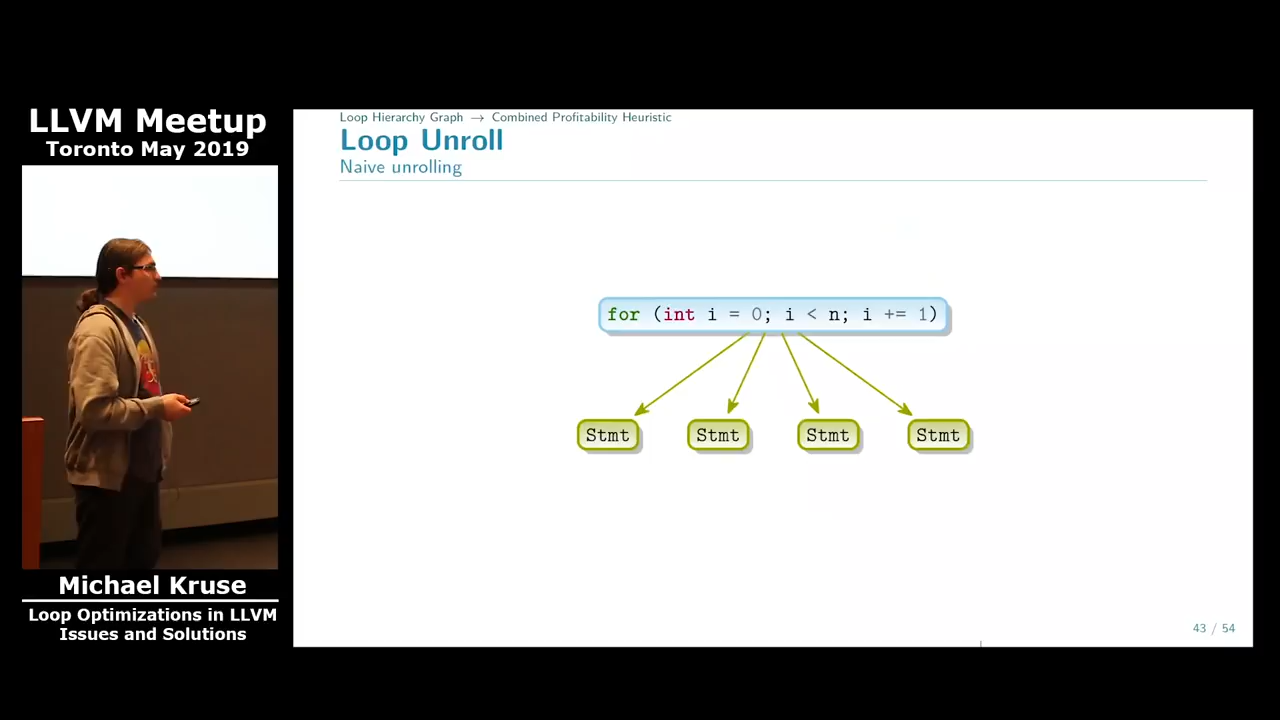 LLVM Meetup
Toronto May 2019
Michael Kruse
Loop Optimizations in LLVM
Issues and Solutions
Loop Hierarchy Graph → Combined Profitability Heuristic
Loop Unroll
Naive unrolling
for (int i = 0; i < n; i += 1)
Stmt Stmt Stmt Stmt
43 / 54